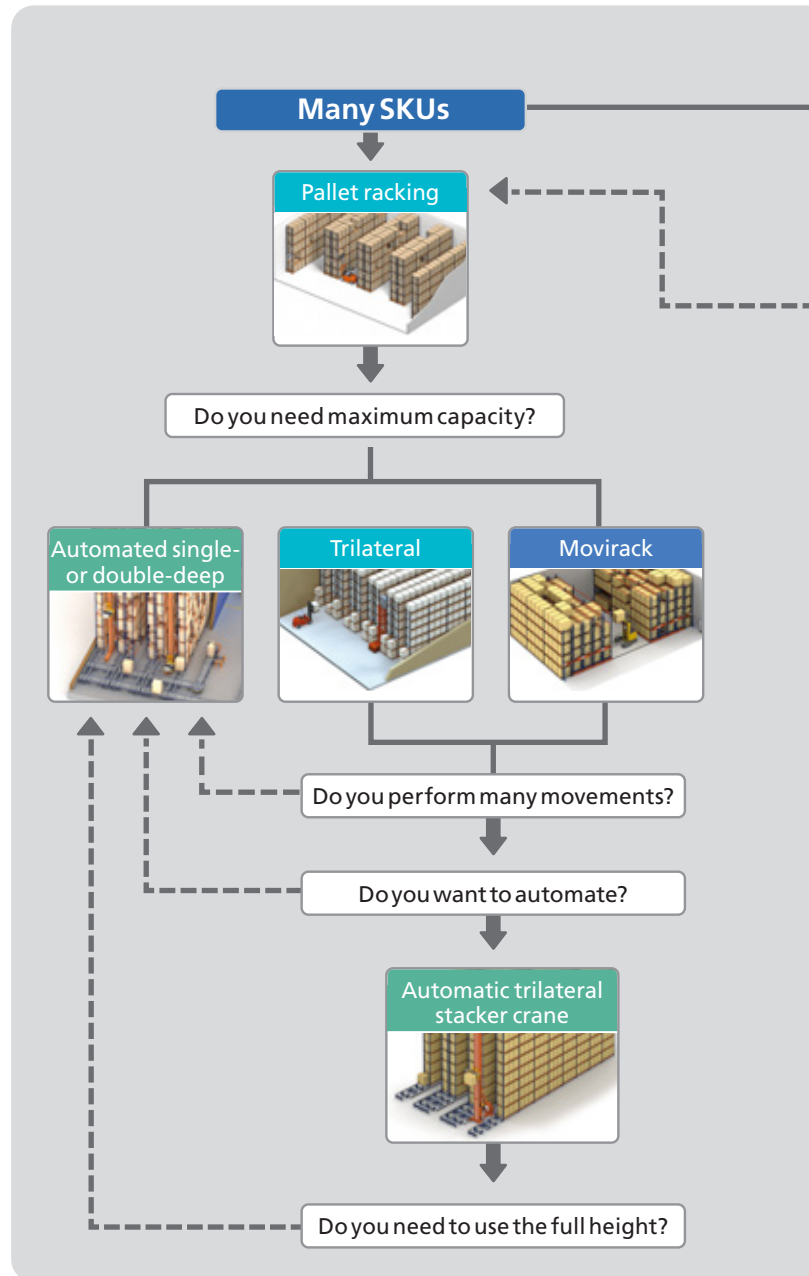 Many SKUs
Pallet racking
Do you need maximum capacity?
Automated single-
or double-deep
Trilateral
Movirack
Do you perform many movements?
Do you want to automate?
Automatic trilateral
stacker crane
Do you need to use the full height?